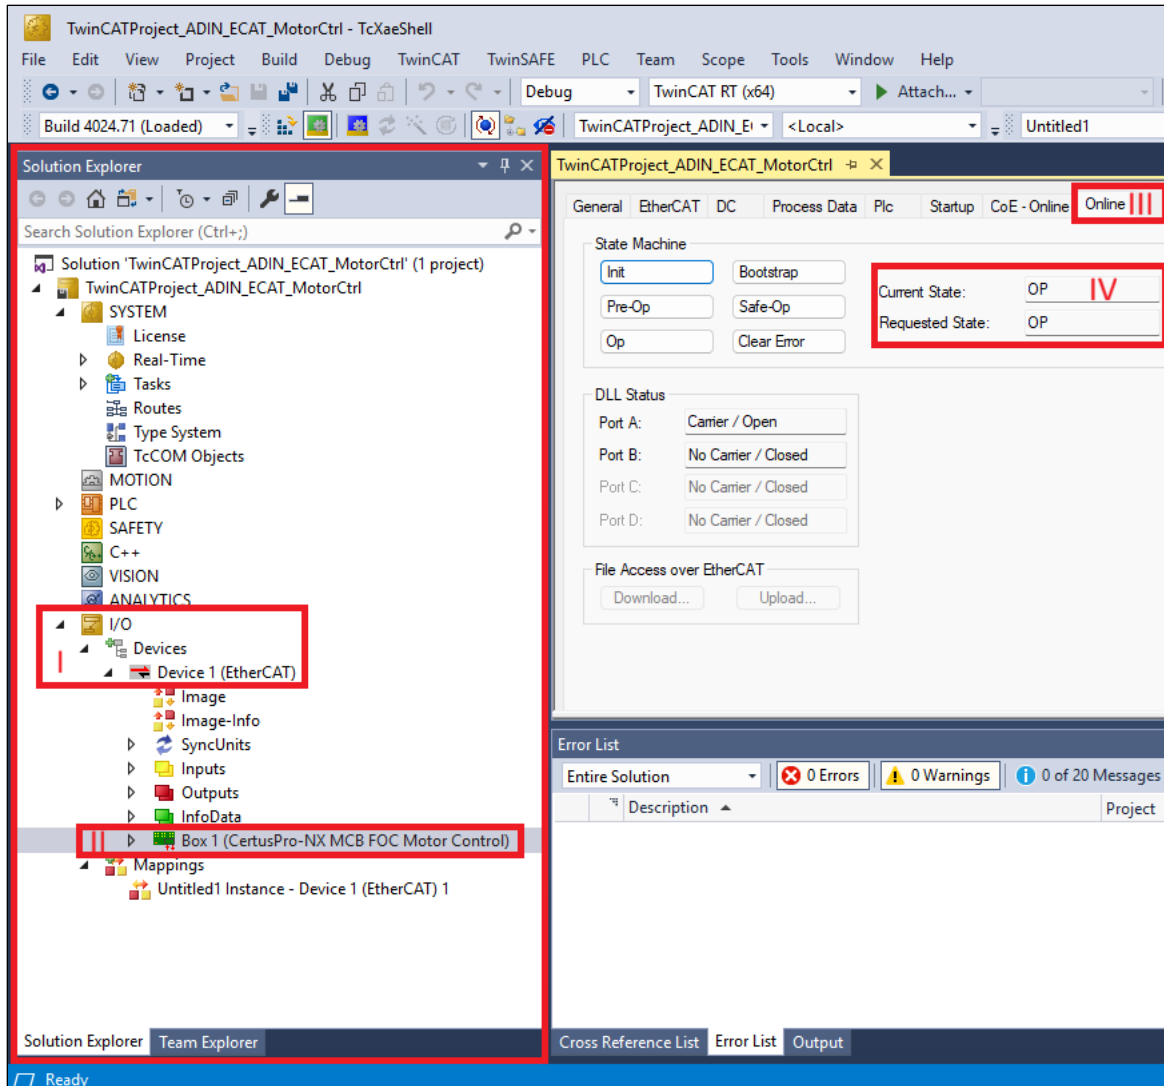 TwinCATProject_ADIN_ECAT_MotorCtrl - TcXaeShell
File Edit View Project Build Debug TwinCAT TwinSAFE PLC Team Scope Tools Window Help
Debug TwinCAT RT (x64) Attach...
Build 4024.71 (Loaded) TwinCATProject_ADIN_E <Local> Untitled1
Solution Explorer
Search Solution Explorer (Ctrl+;)
Solution 'TwinCATProject_ADIN_ECAT_MotorCtrl' (1 project)
TwinCATProject_ADIN_ECAT_MotorCtrl
SYSTEM
License
Real-Time
Tasks
Routes
Type System
TcCOM Objects
MOTION
PLC
SAFETY
C++
VISION
ANALYTICS
I/O
I Devices
Device 1 (EtherCAT)
Image
Image-Info
SyncUnits
Inputs
Outputs
InfoData
II Box 1 (CertusPro-NX MCB FOC Motor Control)
Mappings
Untitled1 Instance - Device 1 (EtherCAT) 1
Solution Explorer Team Explorer
TwinCATProject_ADIN_ECAT_MotorCtrl
General EtherCAT DC Process Data Plc Startup CoE - Online Online III
State Machine
Init Bootstrap
Pre-Op Safe-Op
Op Clear Error
Current State: OP IV
Requested State: OP
DLL Status
Port A: Carrier / Open
Port B: No Carrier / Closed
Port C: No Carrier / Closed
Port D: No Carrier / Closed
File Access over EtherCAT
Download... Upload...
Error List
Entire Solution 0 Errors 0 Warnings 0 of 20 Messages
Description Project
Cross Reference List Error List Output
Ready